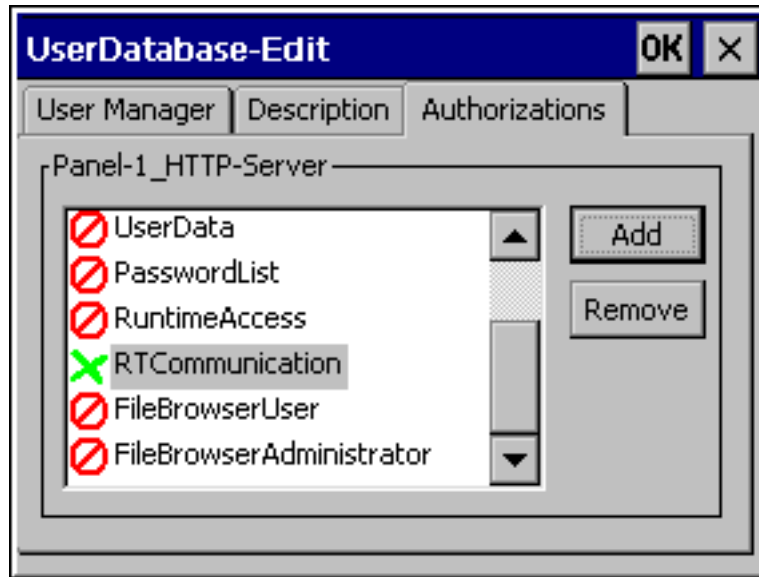 UserDatabase-Edit OK ×
User Manager Description Authorizations
Panel-1_HTTP-Server
UserData
Add
PasswordList
RuntimeAccess
Remove
RTCommunication
FileBrowserUser
FileBrowserAdministrator